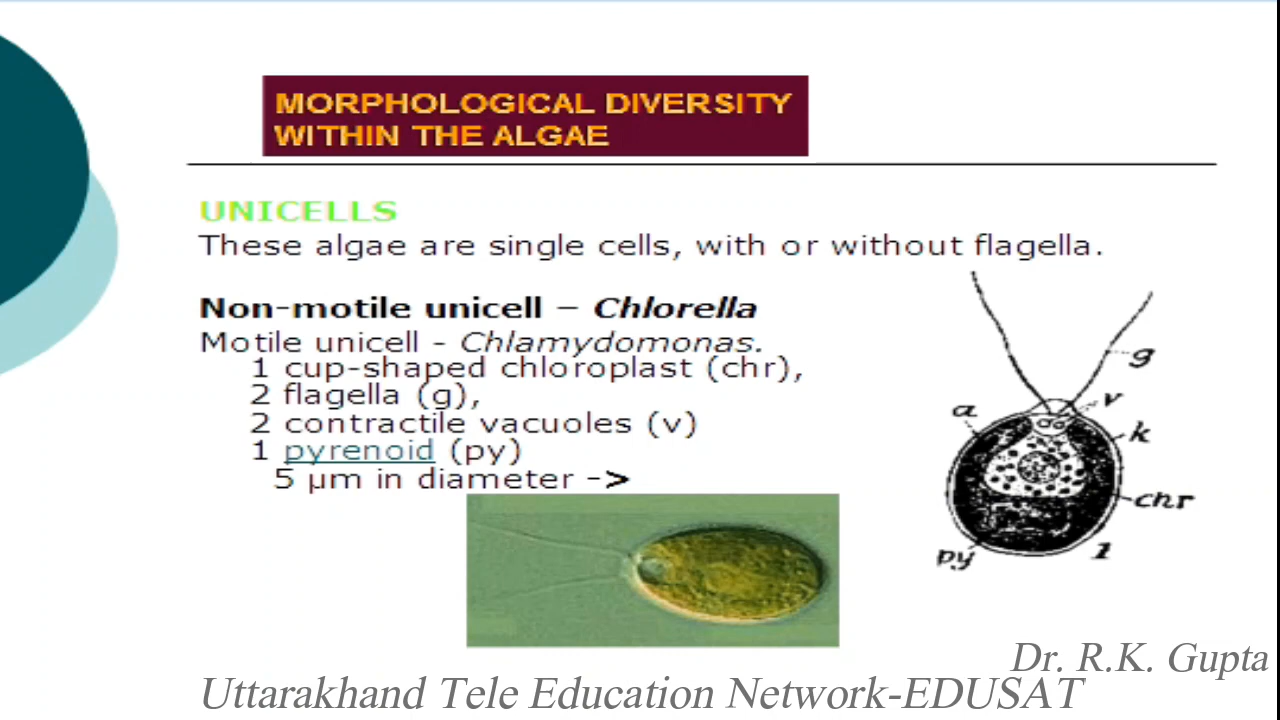 MORPHOLOGICAL DIVERSITY
WITHIN THE ALGAE
UNICELLS
These algae are single cells, with or without flagella.
Non-motile unicell – Chlorella
Motile unicell - Chlamydomonas.
1 cup-shaped chloroplast (chr),
2 flagella (g),
2 contractile vacuoles (v)
1 pyrenoid (py)
5 µm in diameter ->
g
v
a
k
chr
py
1
Dr. R.K. Gupta
Uttarakhand Tele Education Network-EDUSAT